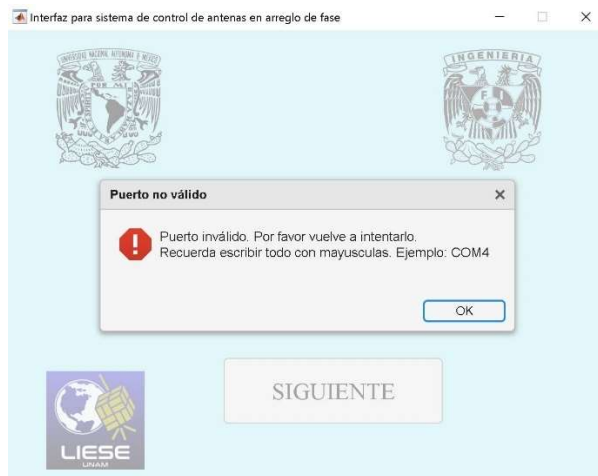 Interfaz para sistema de control de antenas en arreglo de fase
INGENIERIA
Puerto no válido
Puerto inválido. Por favor vuelve a intentarlo.
Recuerda escribir todo con mayusculas. Ejemplo: COM4
OK
SIGUIENTE
LIESE
UNAM